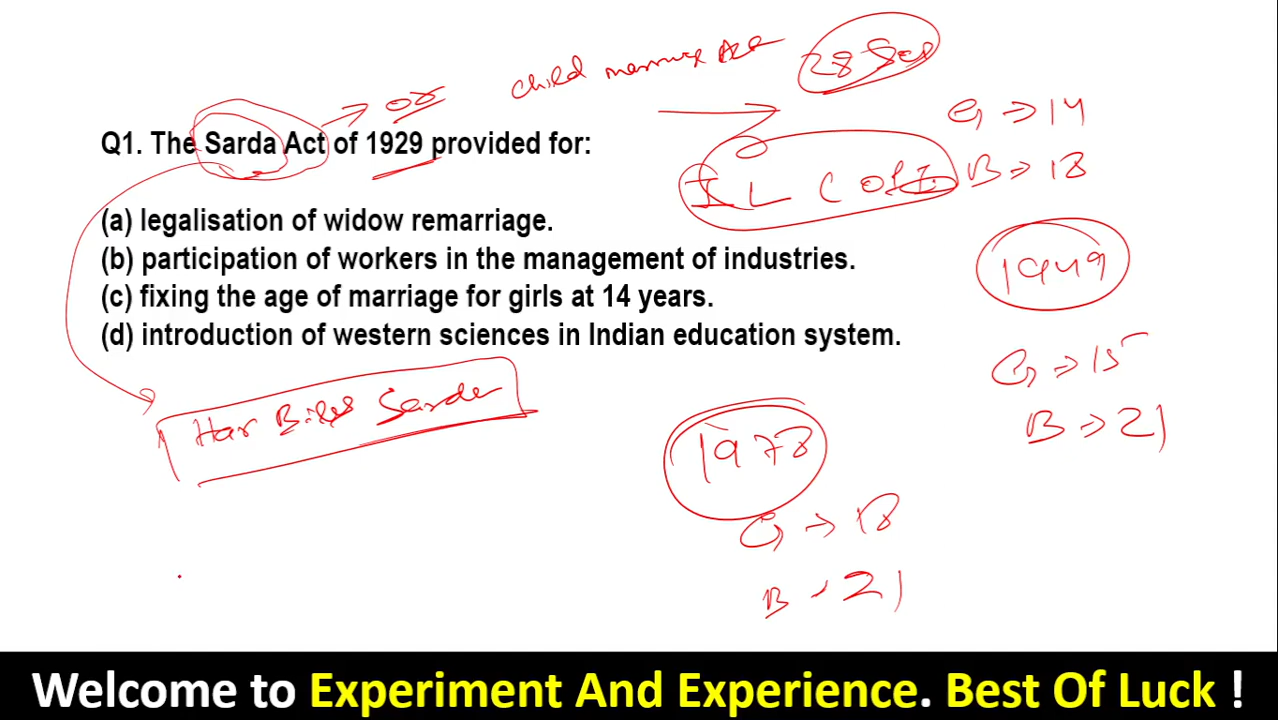 child marriage Act
28 Sep
or
G => 14
Q1. The Sarda Act of 1929 provided for:
B => 18
I L C of I
(a) legalisation of widow remarriage.
(b) participation of workers in the management of industries.
1949
(c) fixing the age of marriage for girls at 14 years.
(d) introduction of western sciences in Indian education system.
G => 15
Har Bilas Sarda
B => 21
1978
G => 18
B - 21
Welcome to Experiment And Experience. Best Of Luck !